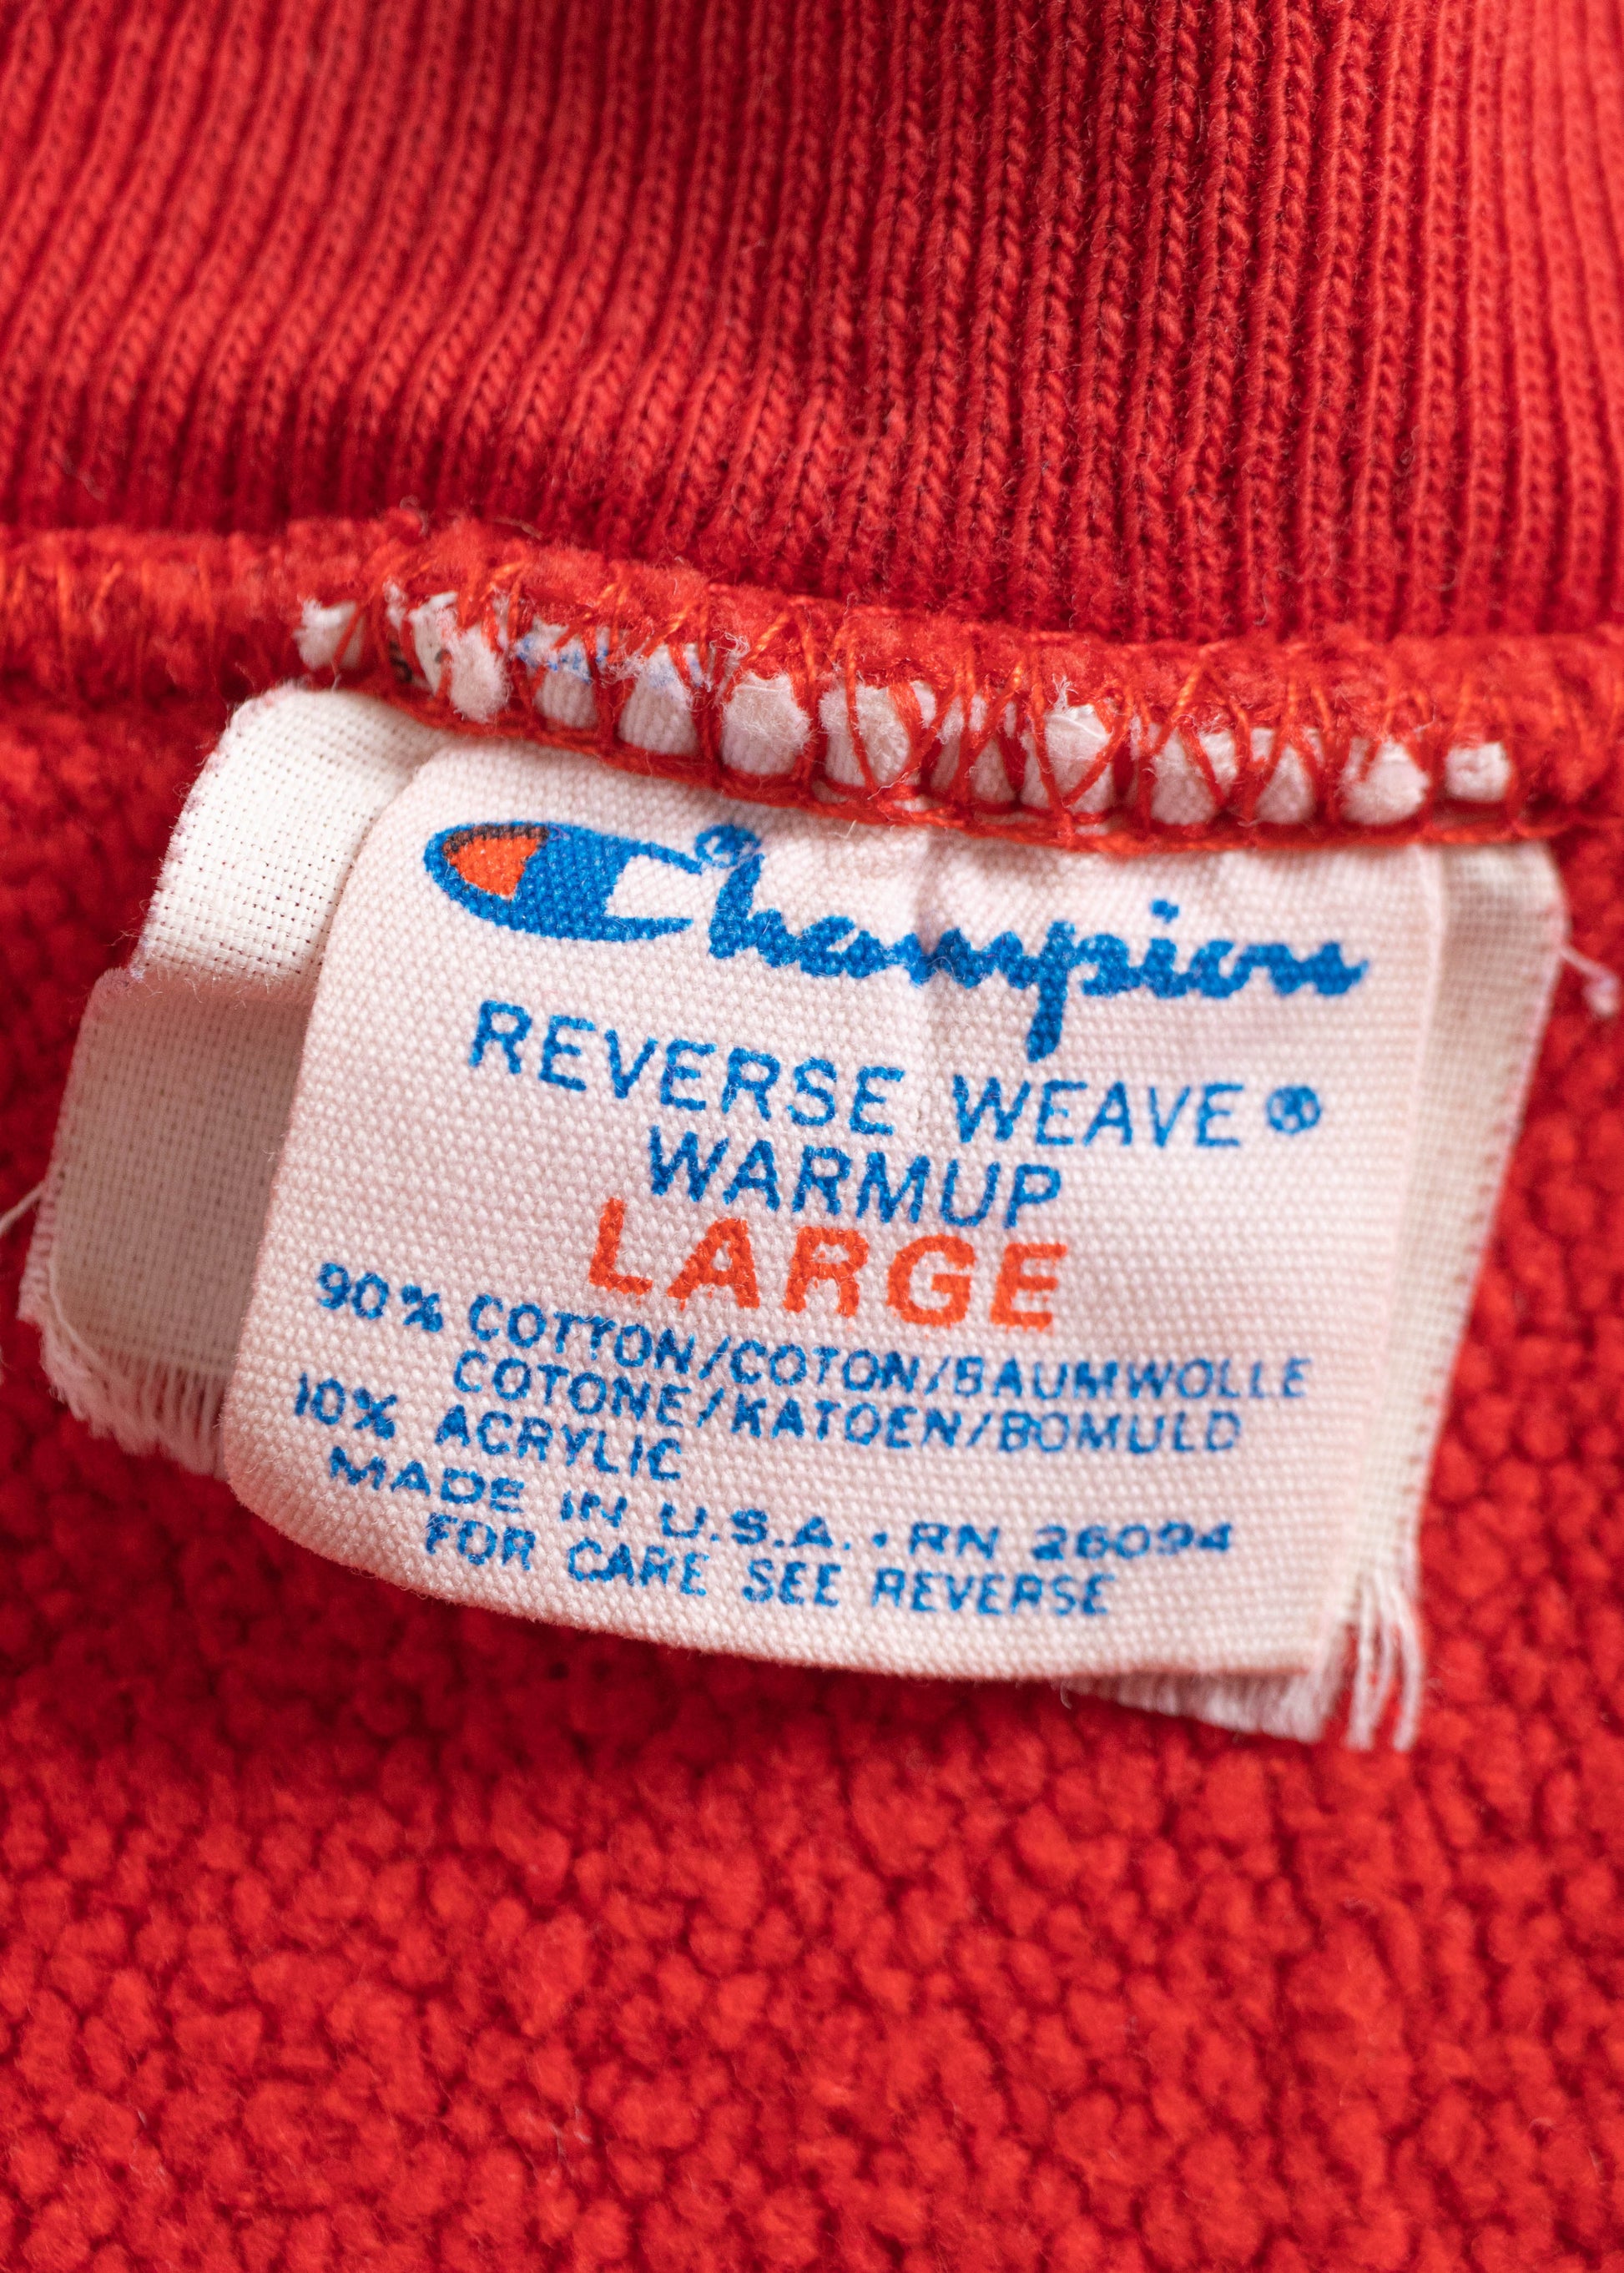 Champion
REVERSE WEAVE®
WARMUP
LARGE
90% COTTON/COTON/BAUMWOLLE
COTONE/KATOEN/BOMULD
10% ACRYLIC
MADE IN U.S.A. • RN 26094
FOR CARE SEE REVERSE